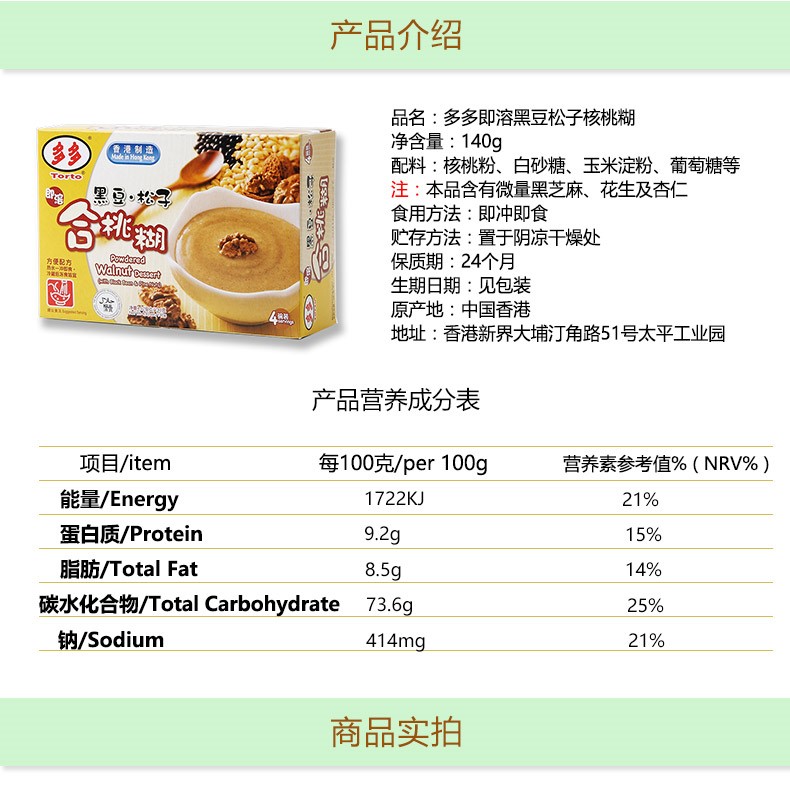 产品介绍
多多
Torto
香港制造
Made in Hong Kong
即溶
黑豆·松子
合桃糊
Powdered
Walnut Dessert
方便配方
4碗装
品名：多多即溶黑豆松子核桃糊
净含量：140g
配料：核桃粉、白砂糖、玉米淀粉、葡萄糖等
注：本品含有微量黑芝麻、花生及杏仁
食用方法：即冲即食
贮存方法：置于阴凉干燥处
保质期：24个月
生期日期：见包装
原产地：中国香港
地址：香港新界大埔汀角路51号太平工业园
产品营养成分表
项目/item 每100克/per 100g 营养素参考值%（NRV%）
能量/Energy 1722KJ 21%
蛋白质/Protein 9.2g 15%
脂肪/Total Fat 8.5g 14%
碳水化合物/Total Carbohydrate 73.6g 25%
钠/Sodium 414mg 21%
商品实拍